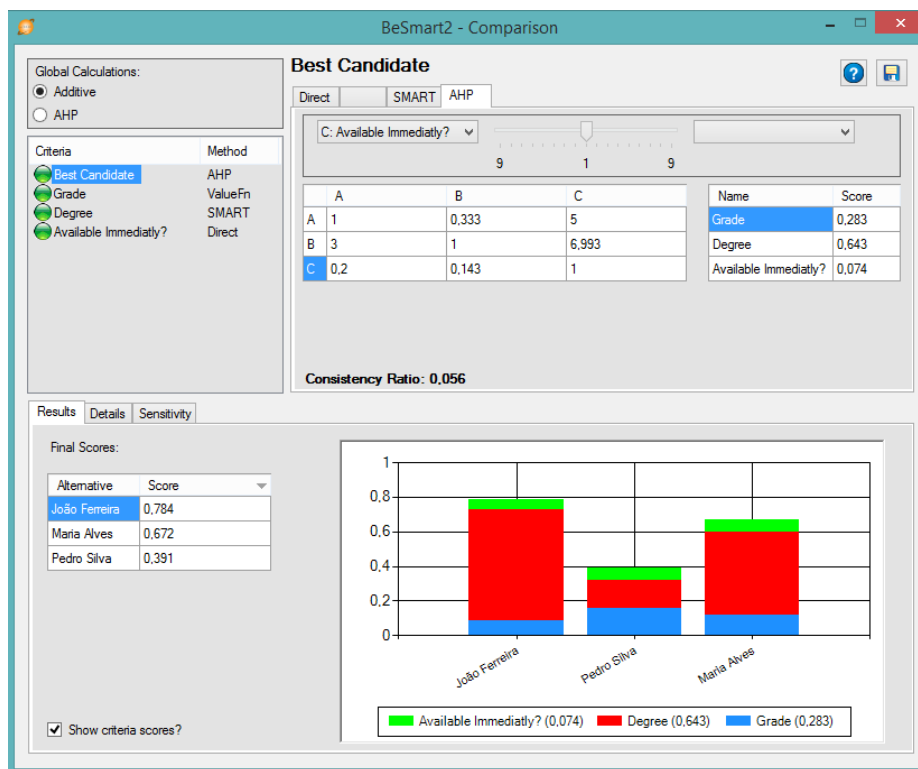 BeSmart2 - Comparison
Global Calculations:
Additive
AHP
Criteria Method
Best Candidate AHP
Grade ValueFn
Degree SMART
Available Immediatly? Direct
Best Candidate
Direct SMART AHP
C: Available Immediatly?
9 1 9
A B C
A 1 0,333 5
B 3 1 6,993
C 0,2 0,143 1
Name Score
Grade 0,283
Degree 0,643
Available Immediatly? 0,074
Consistency Ratio: 0,056
Results Details Sensitivity
Final Scores:
Alternative Score
João Ferreira 0,784
Maria Alves 0,672
Pedro Silva 0,391
Show criteria scores?
1
0,8
0,6
0,4
0,2
0
João Ferreira Pedro Silva Maria Alves
Available Immediatly? (0,074) Degree (0,643) Grade (0,283)